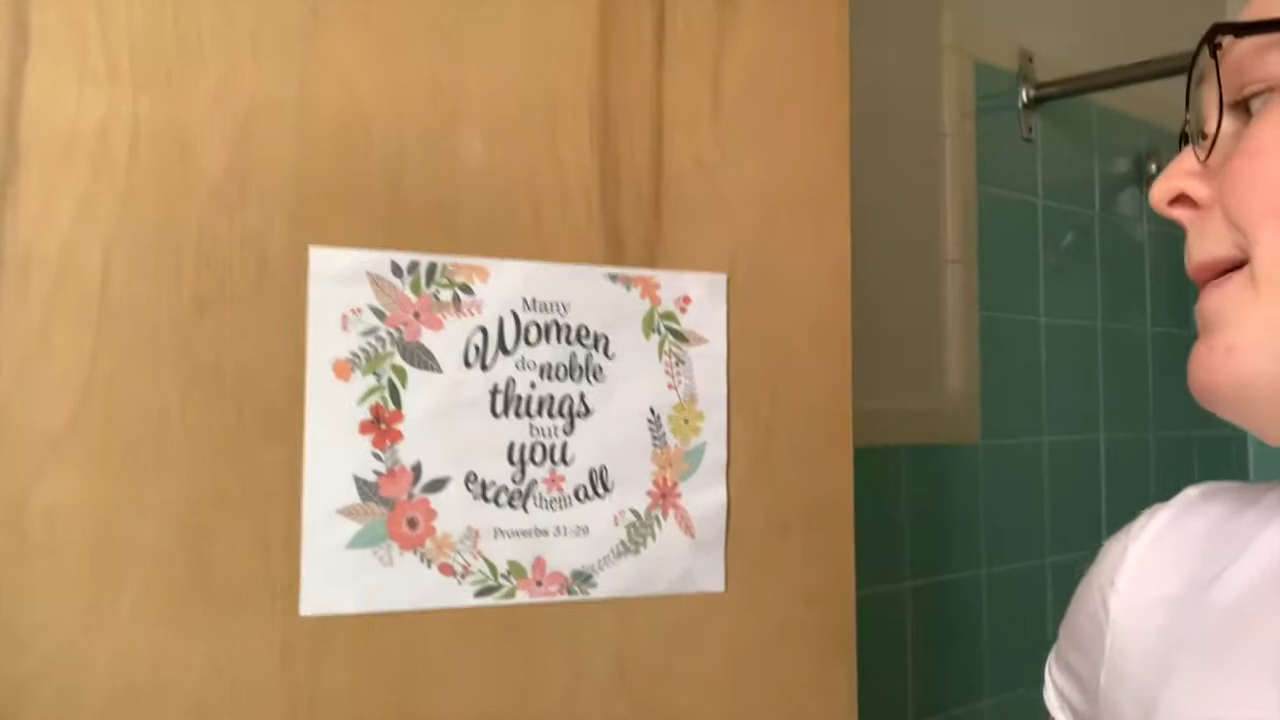 Many
Women
do noble
things
but
you
excel them all
Proverbs 31:29